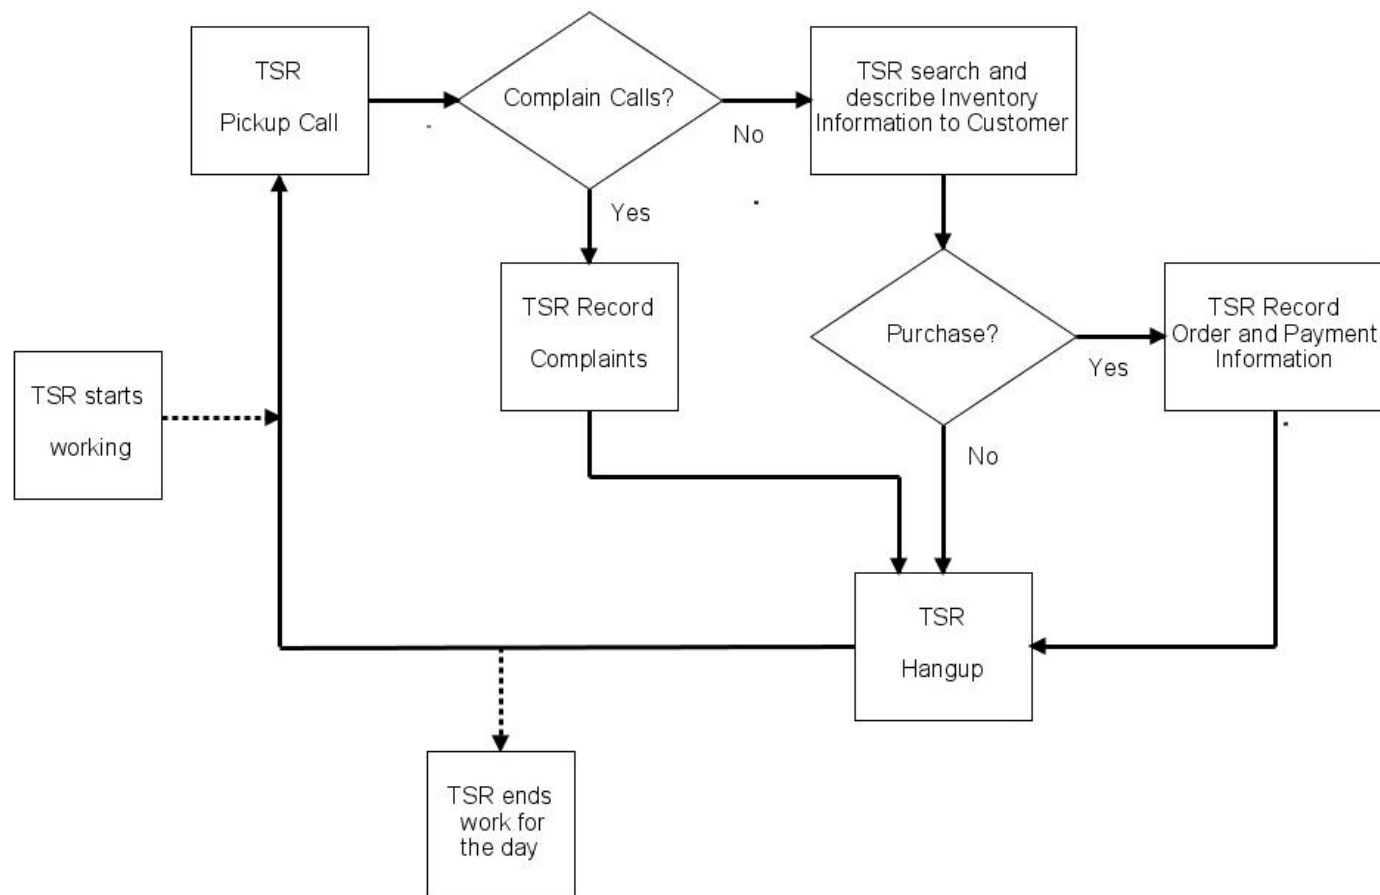 TSR
Pickup Call
Complain Calls?
No
TSR search and
describe Inventory
Information to Customer
Yes
TSR Record
Complaints
Purchase?
Yes
TSR Record
Order and Payment
Information
TSR starts
working
No
TSR
Hangup
TSR ends
work for
the day